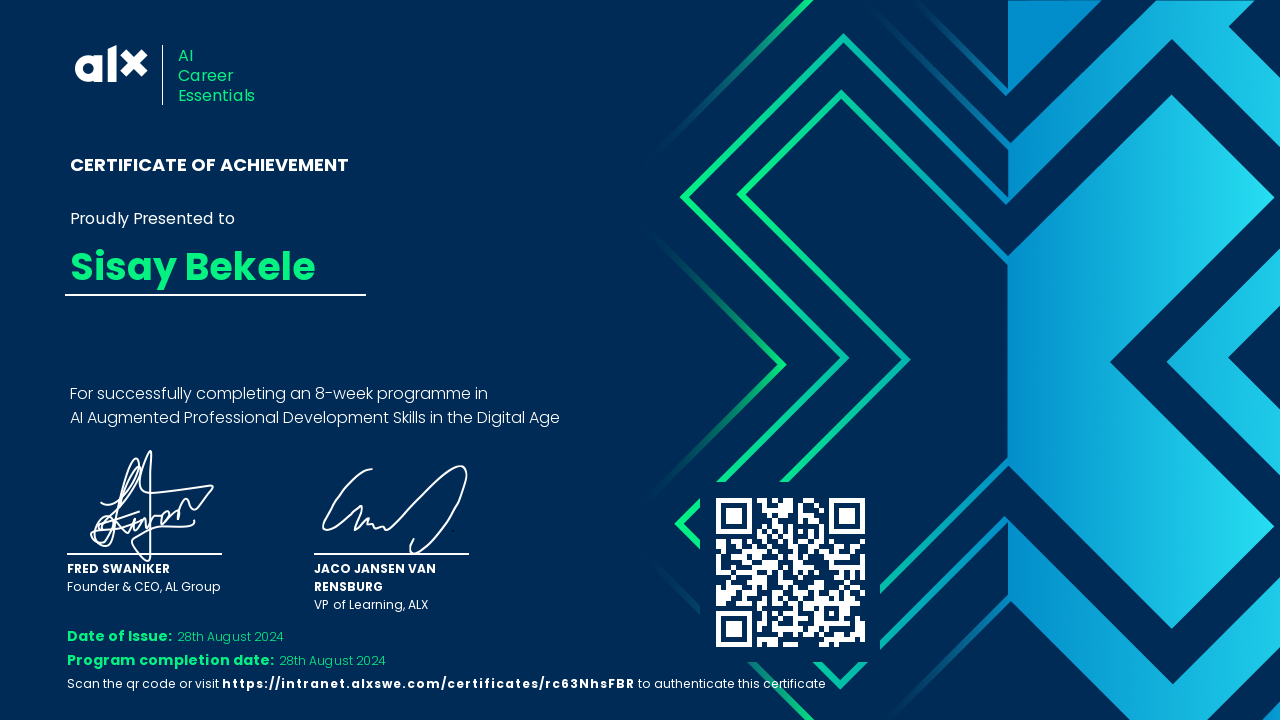 alx
AI
Career
Essentials
CERTIFICATE OF ACHIEVEMENT
Proudly Presented to
Sisay Bekele
For successfully completing an 8-week programme in
AI Augmented Professional Development Skills in the Digital Age
FRED SWANIKER
Founder & CEO, AL Group
JACO JANSEN VAN
RENSBURG
VP of Learning, ALX
Date of Issue: 28th August 2024
Program completion date: 28th August 2024
Scan the qr code or visit https://intranet.alxswe.com/certificates/rc63NhsFBR to authenticate this certificate